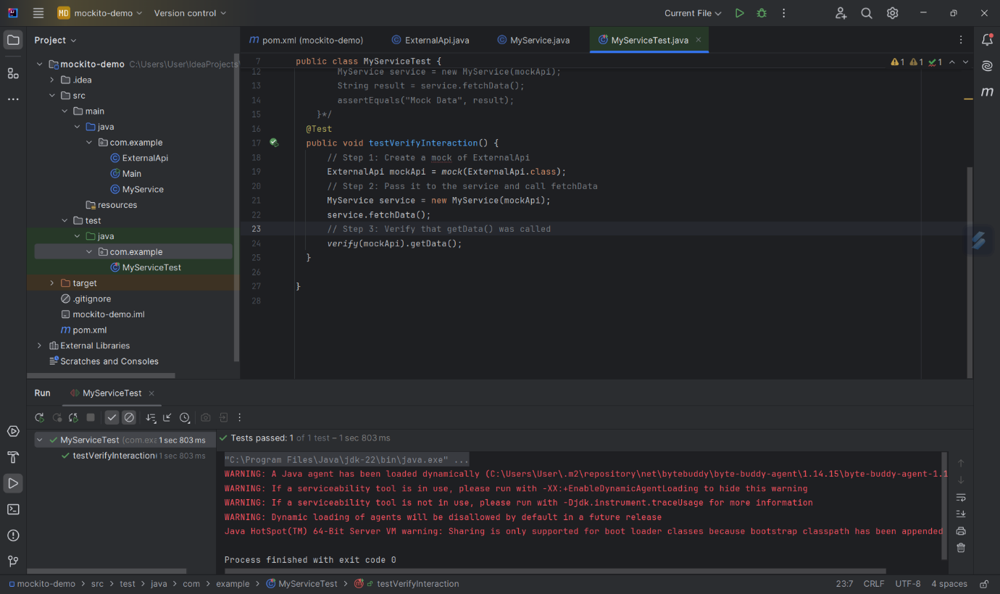 MD mockito-demo Version control Current File
Project
pom.xml (mockito-demo) ExternalApi.java MyService.java MyServiceTest.java
mockito-demo C:\Users\User\IdeaProjects\
.idea
src
main
java
com.example
ExternalApi
Main
MyService
resources
test
java
com.example
MyServiceTest
target
.gitignore
mockito-demo.iml
pom.xml
External Libraries
Scratches and Consoles
7 public class MyServiceTest {
1 1 1
12 MyService service = new MyService(mockApi);
13 String result = service.fetchData();
14 assertEquals("Mock Data", result);
15 }*/
16 @Test
17 public void testVerifyInteraction() {
18 // Step 1: Create a mock of ExternalApi
19 ExternalApi mockApi = mock(ExternalApi.class);
20 // Step 2: Pass it to the service and call fetchData
21 MyService service = new MyService(mockApi);
22 service.fetchData();
23 // Step 3: Verify that getData() was called
24 verify(mockApi).getData();
25 }
26
27 }
28
Run MyServiceTest
MyServiceTest (com.exa 1 sec 803 ms
testVerifyInteraction( 1 sec 803 ms
Tests passed: 1 of 1 test – 1 sec 803 ms
"C:\Program Files\Java\jdk-22\bin\java.exe" ...
WARNING: A Java agent has been loaded dynamically (C:\Users\User\.m2\repository\net\bytebuddy\byte-buddy-agent\1.14.15\byte-buddy-agent-1.1
WARNING: If a serviceability tool is in use, please run with -XX:+EnableDynamicAgentLoading to hide this warning
WARNING: If a serviceability tool is not in use, please run with -Djdk.instrument.traceUsage for more information
WARNING: Dynamic loading of agents will be disallowed by default in a future release
Java HotSpot(TM) 64-Bit Server VM warning: Sharing is only supported for boot loader classes because bootstrap classpath has been appended
Process finished with exit code 0
mockito-demo > src > test > java > com > example > MyServiceTest > testVerifyInteraction
23:7 CRLF UTF-8 4 spaces